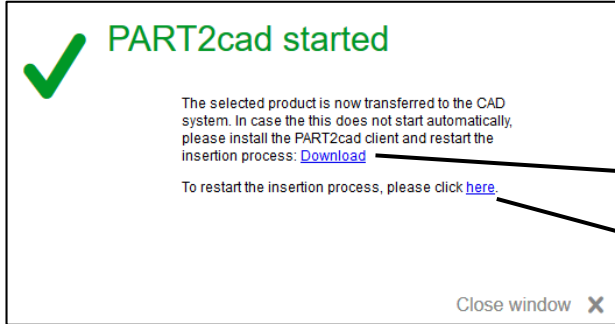 PART2cad started
The selected product is now transferred to the CAD
system. In case the this does not start automatically,
please install the PART2cad client and restart the
insertion process: Download
To restart the insertion process, please click here.
Close window